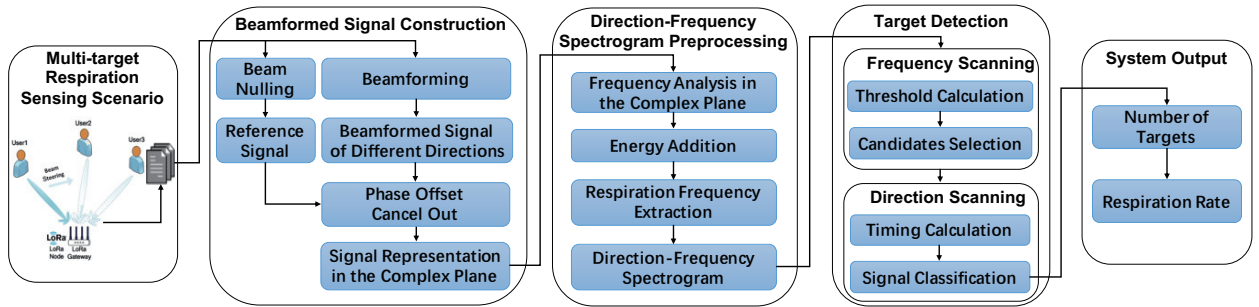 Multi-target
Respiration
Sensing Scenario
User1
User2
User3
Beam
Steering
LoRa
LoRa
Node
LoRa
Gateway
Beamformed Signal Construction
Beam
Nulling
Reference
Signal
Beamforming
Beamformed Signal
of Different Directions
Phase Offset
Cancel Out
Signal Representation
in the Complex Plane
Direction-Frequency
Spectrogram Preprocessing
Frequency Analysis in
the Complex Plane
Energy Addition
Respiration Frequency
Extraction
Direction-Frequency
Spectrogram
Target Detection
Frequency Scanning
Threshold Calculation
Candidates Selection
Direction Scanning
Timing Calculation
Signal Classification
System Output
Number of
Targets
Respiration Rate